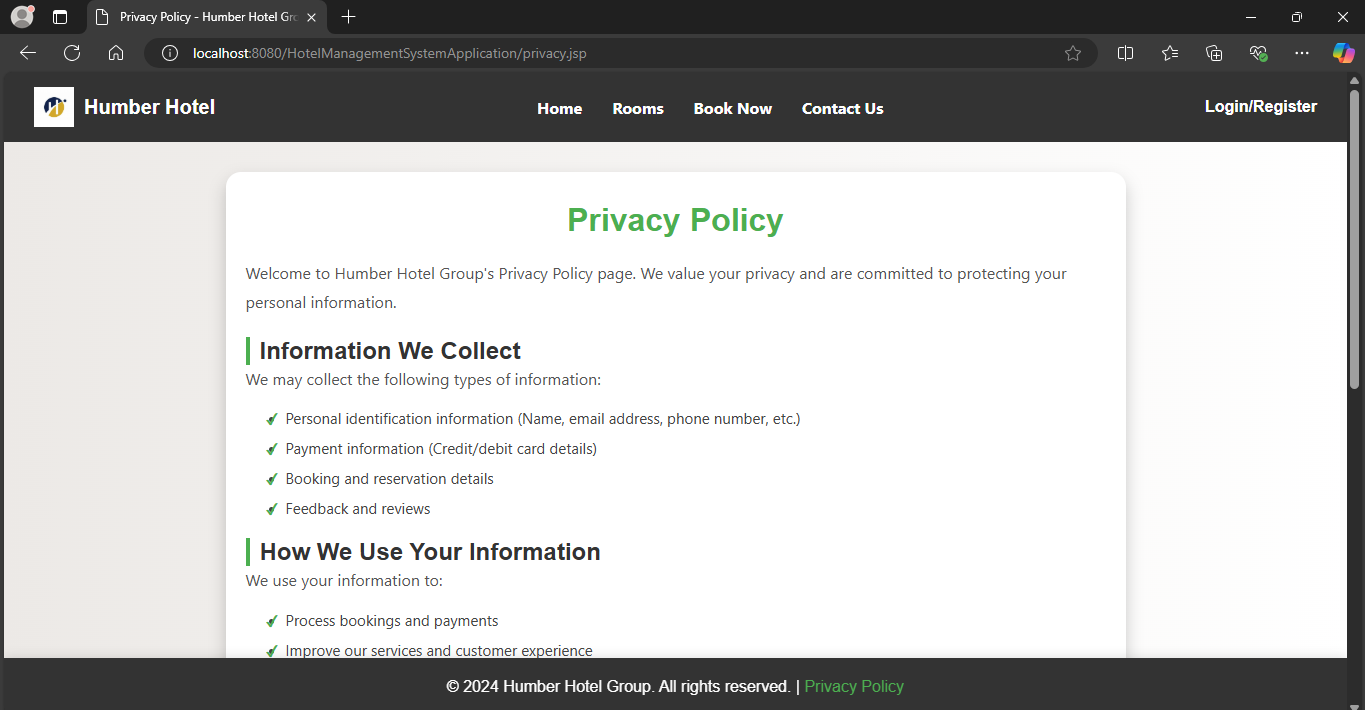 Privacy Policy - Humber Hotel Gr
localhost:8080/HotelManagementSystemApplication/privacy.jsp
H
Humber Hotel
Home Rooms Book Now Contact Us
Login/Register
Privacy Policy
Welcome to Humber Hotel Group's Privacy Policy page. We value your privacy and are committed to protecting your
personal information.
Information We Collect
We may collect the following types of information:
Personal identification information (Name, email address, phone number, etc.)
Payment information (Credit/debit card details)
Booking and reservation details
Feedback and reviews
How We Use Your Information
We use your information to:
Process bookings and payments
Improve our services and customer experience
© 2024 Humber Hotel Group. All rights reserved. | Privacy Policy